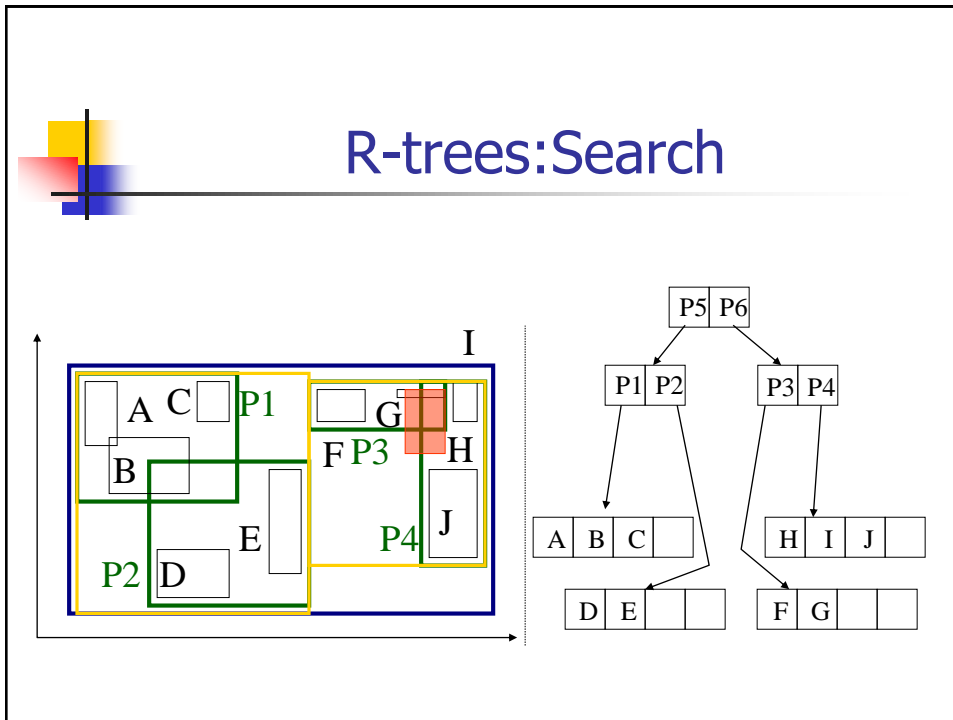 R-trees:Search
P5 P6
I
P1 P2
P3 P4
A C P1
G
F P3 H
B
E J
P4
A B C
H I J
P2 D
D E
F G